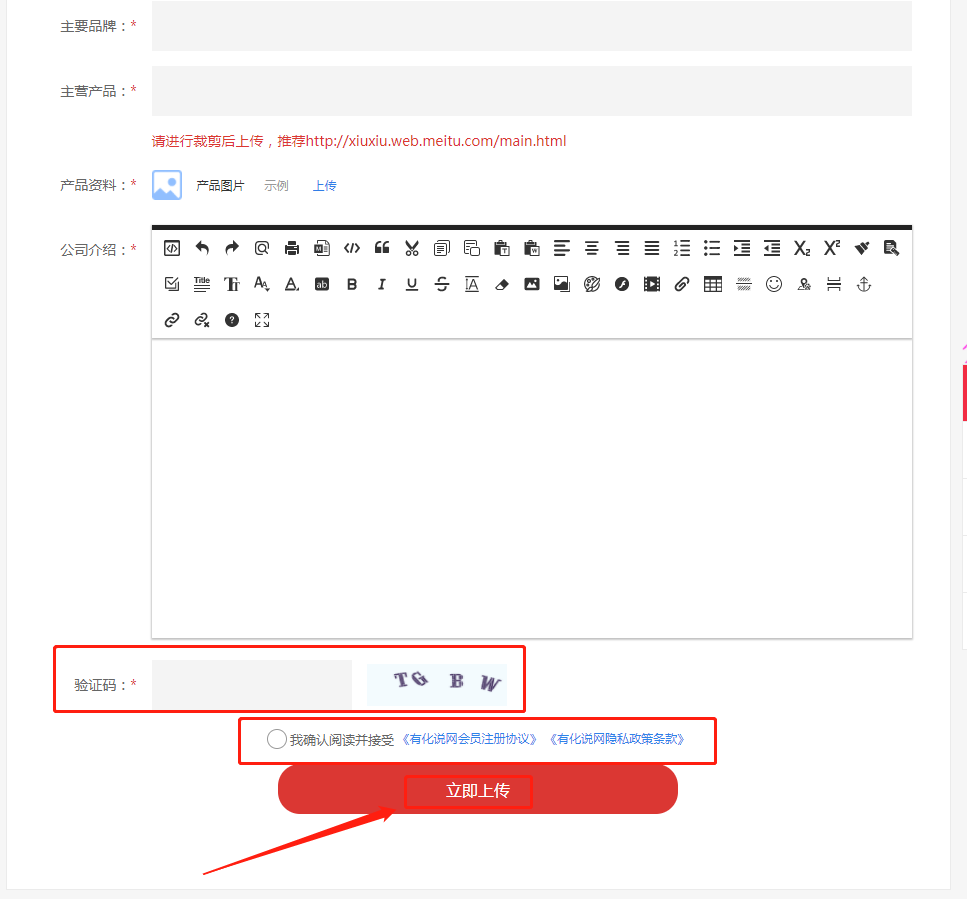 主要品牌：*
主营产品：*
请进行裁剪后上传，推荐http://xiuxiu.web.meitu.com/main.html
产品资料：* 产品图片 示例 上传
公司介绍：*
验证码：* TG B W
我确认阅读并接受 《有化说网会员注册协议》 《有化说网隐私政策条款》
立即上传